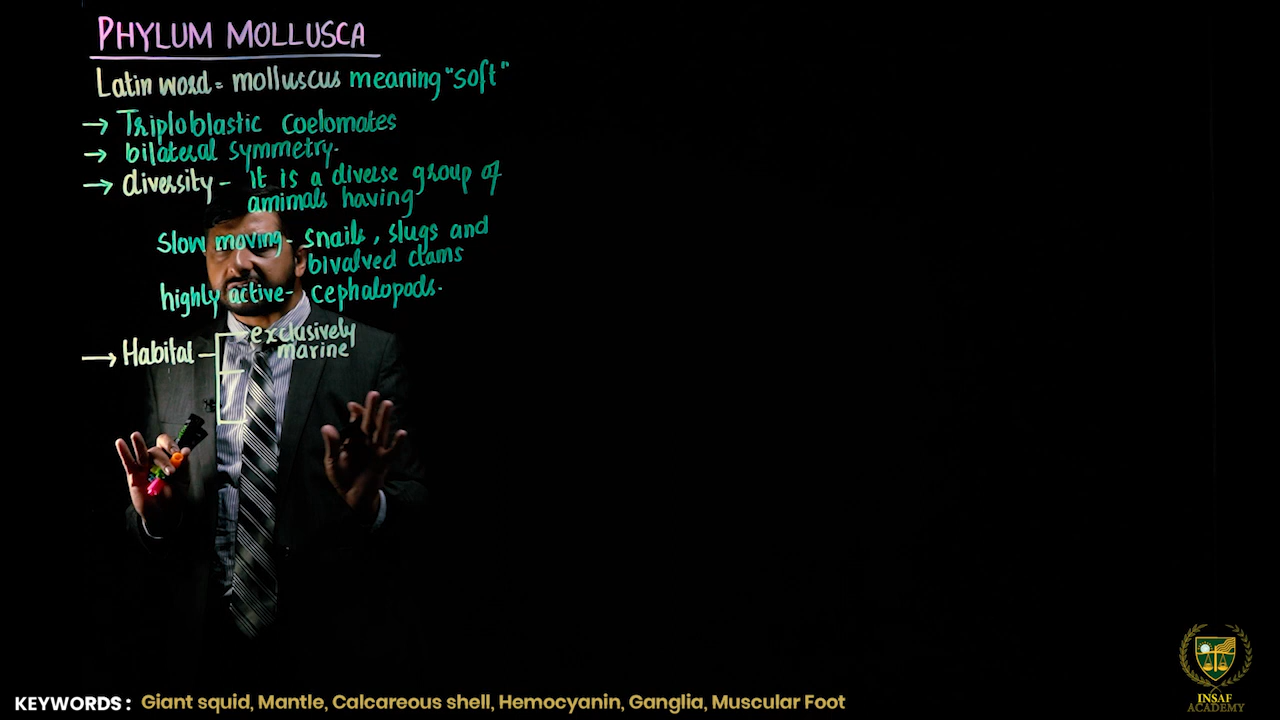 PHYLUM MOLLUSCA
Latin word = molluscus meaning "soft"
→ Triploblastic coelomates
→ bilateral symmetry.
→ diversity - It is a diverse group of
amimals having
slow moving - snails, slugs and
bivalved clams
highly active - cephalopods.
→ Habital - exclusively
marine
KEYWORDS : Giant squid, Mantle, Calcareous shell, Hemocyanin, Ganglia, Muscular Foot
INSAF
ACADEMY